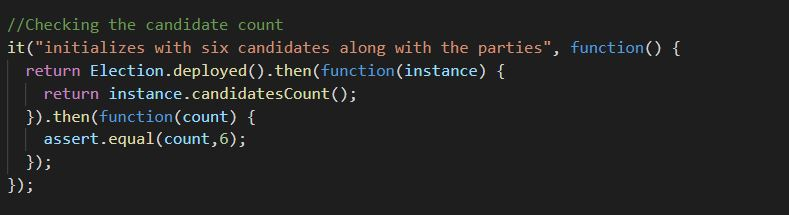 //Checking the candidate count
it("initializes with six candidates along with the parties", function() {
  return Election.deployed().then(function(instance) {
    return instance.candidatesCount();
  }).then(function(count) {
    assert.equal(count,6);
  });
});